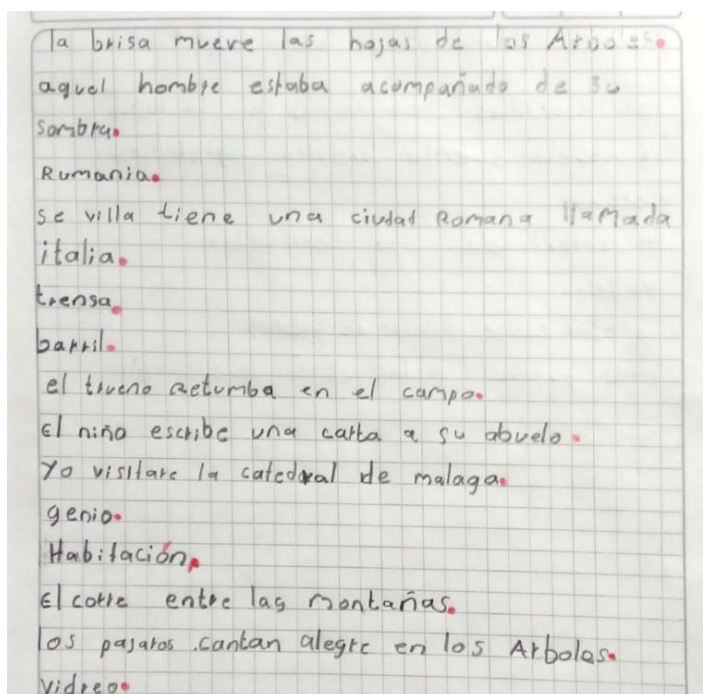 la brisa mueve las hojas de los Arboles.
aquel hombre estaba acompañado de su
sombra.
Rumania.
se villa tiene una ciudad Romana llamada
italia.
trensa.
barril.
el trueno Retumba en el campo.
El niño escribe una carta a su abuelo.
Yo visitare la catedral de malaga.
genio.
Habitación.
El corre entre las montañas.
los pajaros cantan alegre en los Arboles.
vidreo.